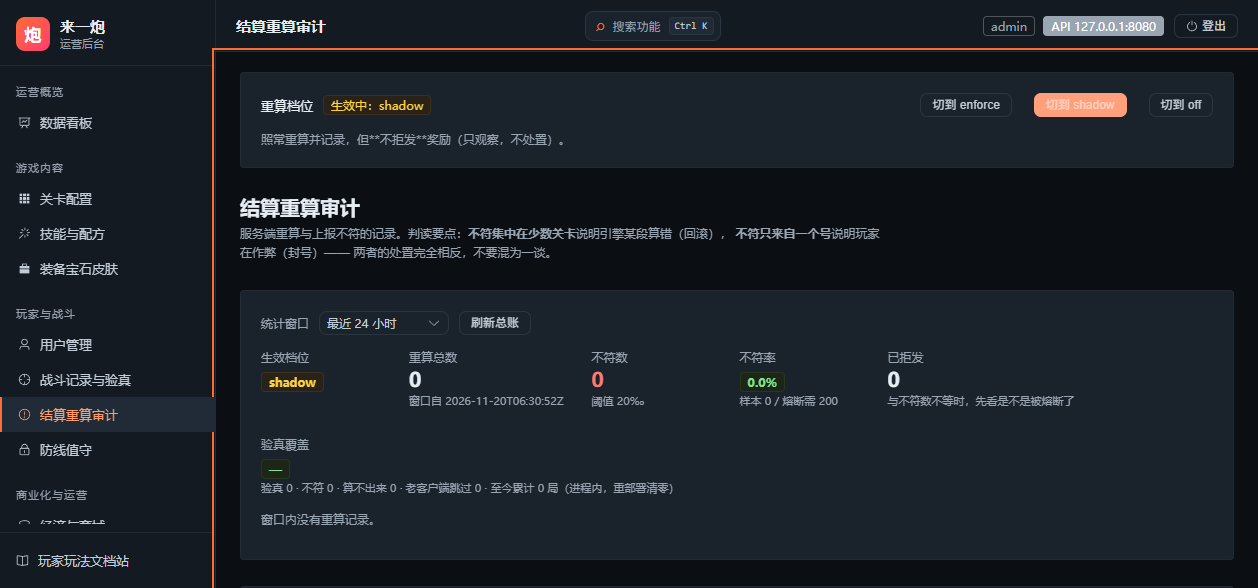 炮
来一炮
运营后台
结算重算审计
搜索功能 Ctrl K
admin
API 127.0.0.1:8080
登出
运营概览
数据看板
游戏内容
关卡配置
技能与配方
装备宝石皮肤
玩家与战斗
用户管理
战斗记录与验真
结算重算审计
防线值守
商业化与运营
玩家玩法文档站
重算档位 生效中：shadow
切到 enforce
切到 shadow
切到 off
照常重算并记录，但**不拒发**奖励（只观察，不处置）。
结算重算审计
服务端重算与上报不符的记录。判读要点：不符集中在少数关卡说明引擎某段算错（回滚），不符只来自一个号说明玩家
在作弊（封号）—— 两者的处置完全相反，不要混为一谈。
统计窗口 最近 24 小时 刷新总账
生效档位 重算总数 不符数 不符率 已拒发
shadow 0 0 0.0% 0
窗口自 2026-11-20T06:30:52Z 阈值 20‰ 样本 0 / 熔断需 200 与不符数不等时，先看是不是被熔断了
验真覆盖
—
验真 0 · 不符 0 · 算不出来 0 · 老客户端跳过 0 · 至今累计 0 局（进程内，重部署清零）
窗口内没有重算记录。